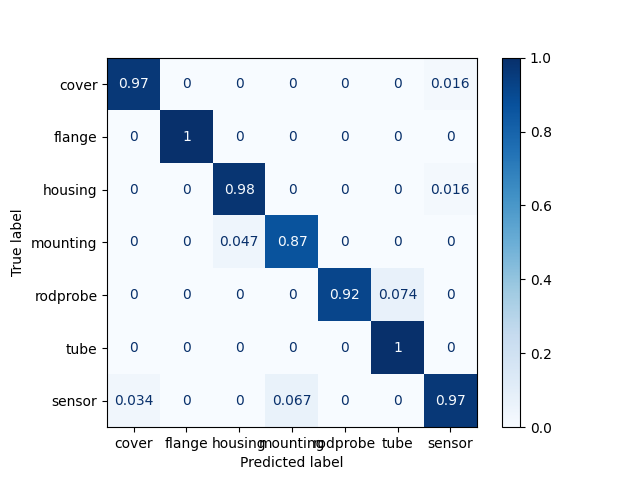 1.0
cover 0.97 0 0 0 0 0 0.016
flange 0 1 0 0 0 0 0
0.8
housing 0 0 0.98 0 0 0 0.016
0.6
mounting 0 0 0.047 0.87 0 0 0
True label
0.4
rodprobe 0 0 0 0 0.92 0.074 0
tube 0 0 0 0 0 1 0
0.2
sensor 0.034 0 0 0.067 0 0 0.97
0.0
cover flange housing mounting rodprobe tube sensor
Predicted label